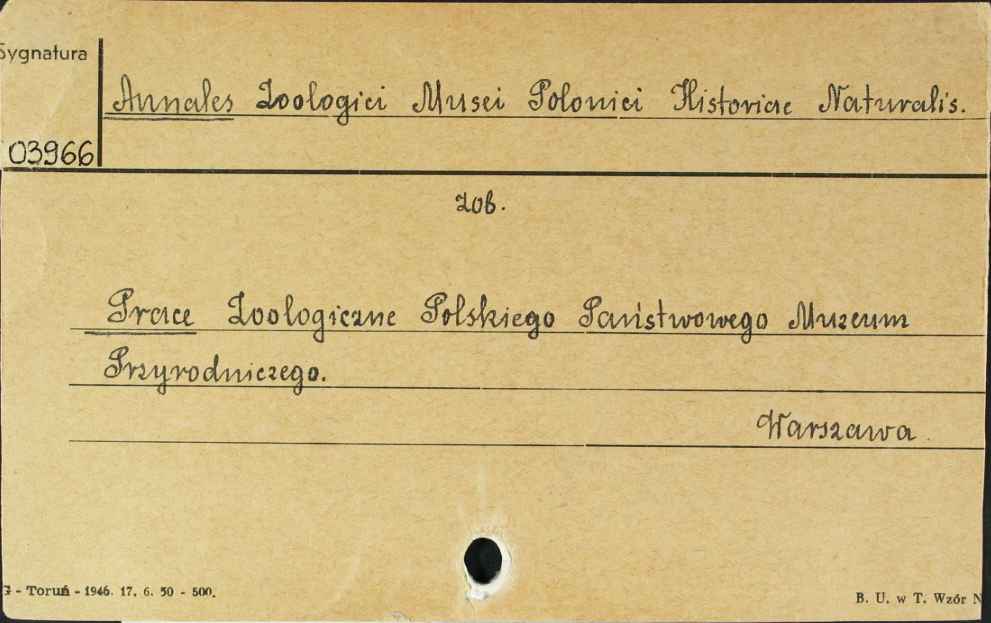 Sygnatura
Annales Zoologici Musei Polonici Historiae Naturalis.
03966
Zob.
Prace Zoologiczne Polskiego Państwowego Muzeum
Przyrodniczego.
Warszawa.
G - Toruń - 1946. 17. 6. 50 - 500.
B. U. w T. Wzór N